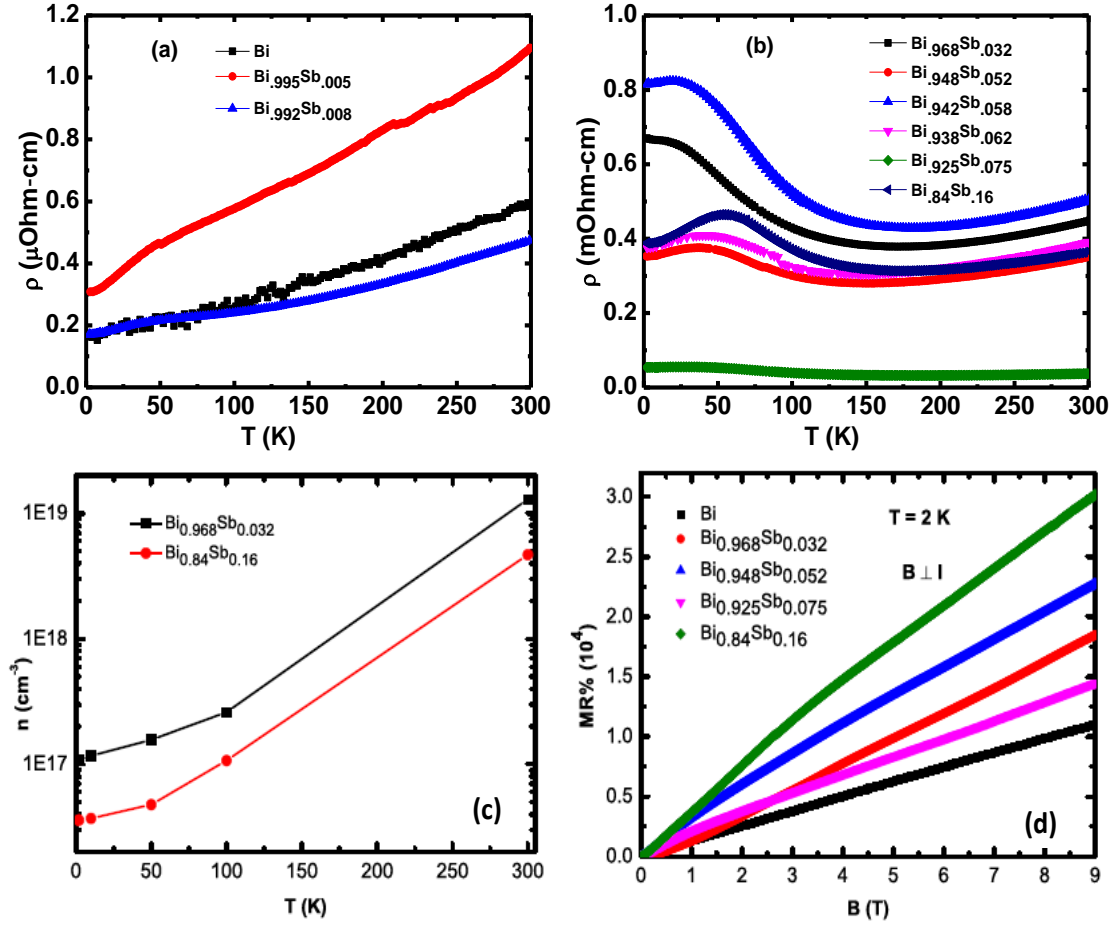 (a)
Bi
Bi.995Sb.005
Bi.992Sb.008
1.2
1.0
0.8
0.6
0.4
0.2
0.0
ρ (μOhm-cm)
0 50 100 150 200 250 300
T (K)
(b)
Bi.968Sb.032
Bi.948Sb.052
Bi.942Sb.058
Bi.938Sb.062
Bi.925Sb.075
Bi.84Sb.16
1.0
0.8
0.6
0.4
0.2
0.0
ρ (mOhm-cm)
0 50 100 150 200 250 300
T (K)
Bi0.968Sb0.032
Bi0.84Sb0.16
1E19
1E18
1E17
n (cm-3)
(c)
0 50 100 150 200 250 300
T (K)
Bi
Bi0.968Sb0.032
Bi0.948Sb0.052
Bi0.925Sb0.075
Bi0.84Sb0.16
T = 2 K
B ⊥ I
3.0
2.5
2.0
1.5
1.0
0.5
0.0
MR% (10^4)
(d)
0 1 2 3 4 5 6 7 8 9
B (T)